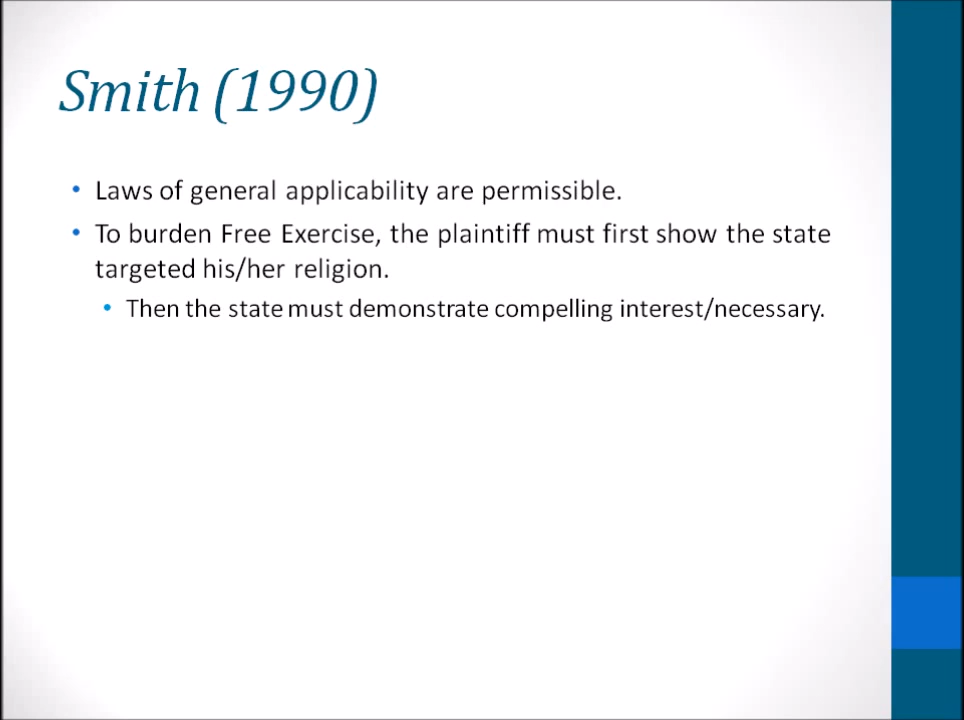 Smith (1990)
• Laws of general applicability are permissible.
• To burden Free Exercise, the plaintiff must first show the state
targeted his/her religion.
• Then the state must demonstrate compelling interest/necessary.